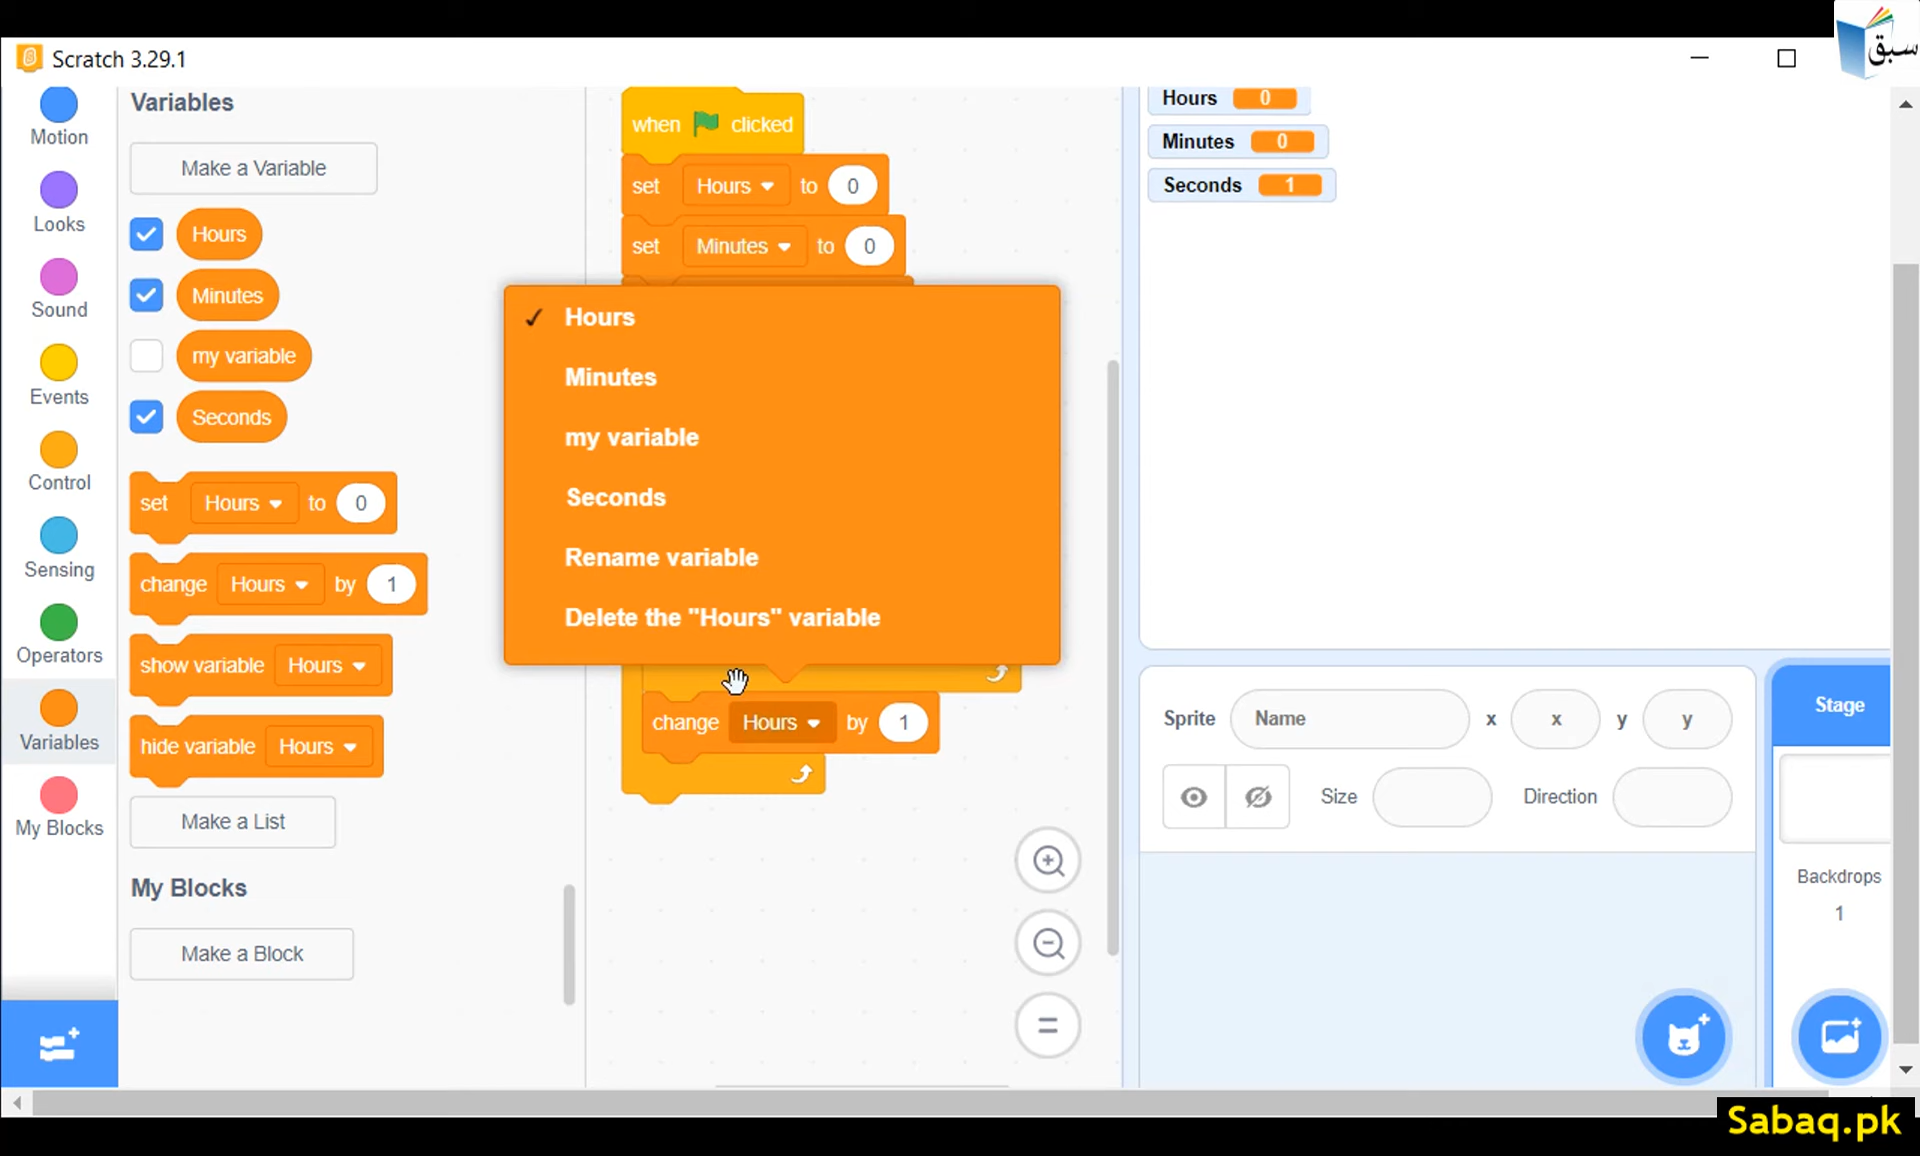 سبق
Scratch 3.29.1
Motion
Looks
Sound
Events
Control
Sensing
Operators
Variables
My Blocks
Variables
Make a Variable
Hours
Minutes
my variable
Seconds
set Hours to 0
change Hours by 1
show variable Hours
hide variable Hours
Make a List
My Blocks
Make a Block
when clicked
set Hours to 0
set Minutes to 0
Hours
Minutes
my variable
Seconds
Rename variable
Delete the "Hours" variable
change Hours by 1
Hours 0
Minutes 0
Seconds 1
Sprite Name x x y y
Size Direction
Stage
Backdrops
1
Sabaq.pk